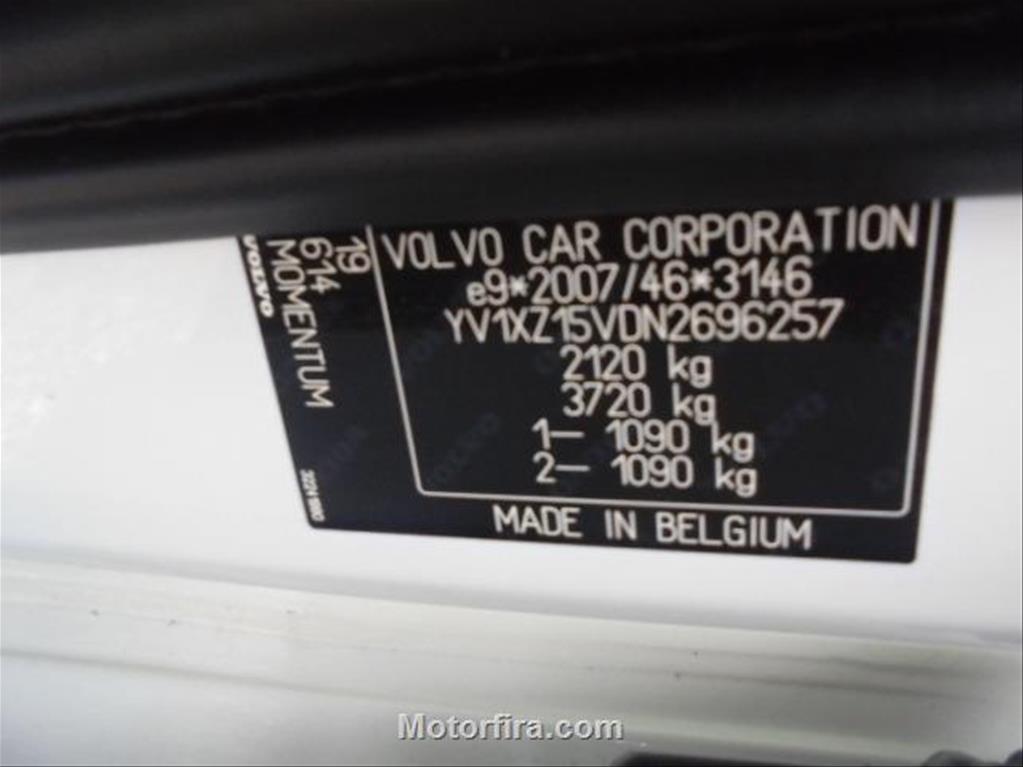 VOLVO CAR CORPORATION
e9*2007/46*3146
YV1XZ15VDN2696257
2120 kg
3720 kg
1– 1090 kg
2– 1090 kg
MADE IN BELGIUM
19
614
MOMENTUM
VOLVO
Motorfira.com